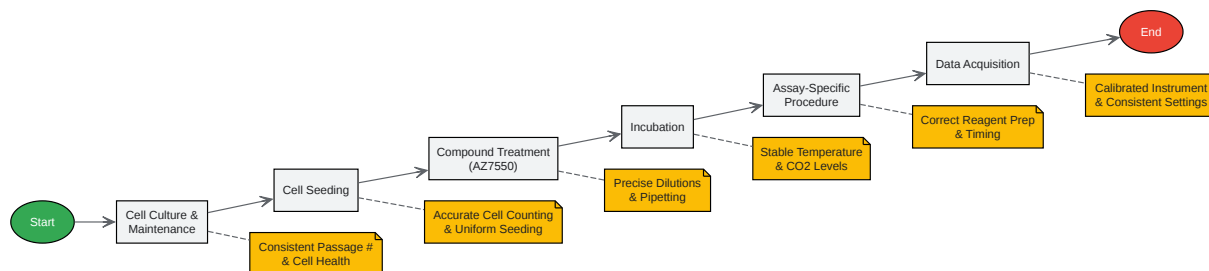 Start
Cell Culture &
Maintenance
Consistent Passage #
& Cell Health
Cell Seeding
Accurate Cell Counting
& Uniform Seeding
Compound Treatment
(AZ7550)
Precise Dilutions
& Pipetting
Incubation
Stable Temperature
& CO2 Levels
Assay-Specific
Procedure
Correct Reagent Prep
& Timing
Data Acquisition
Calibrated Instrument
& Consistent Settings
End